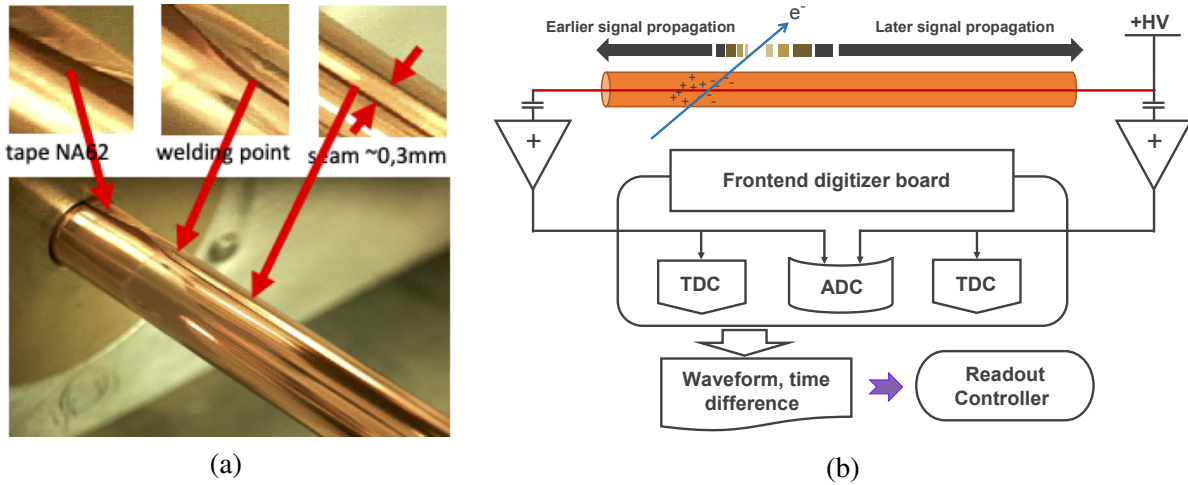 tape NA62
welding point
seam ~0,3mm
(a)
e-
Earlier signal propagation
Later signal propagation
+HV
+ + + + + + + + + + - - - - - -
+
+
Frontend digitizer board
TDC
ADC
TDC
Waveform, time
difference
Readout
Controller
(b)